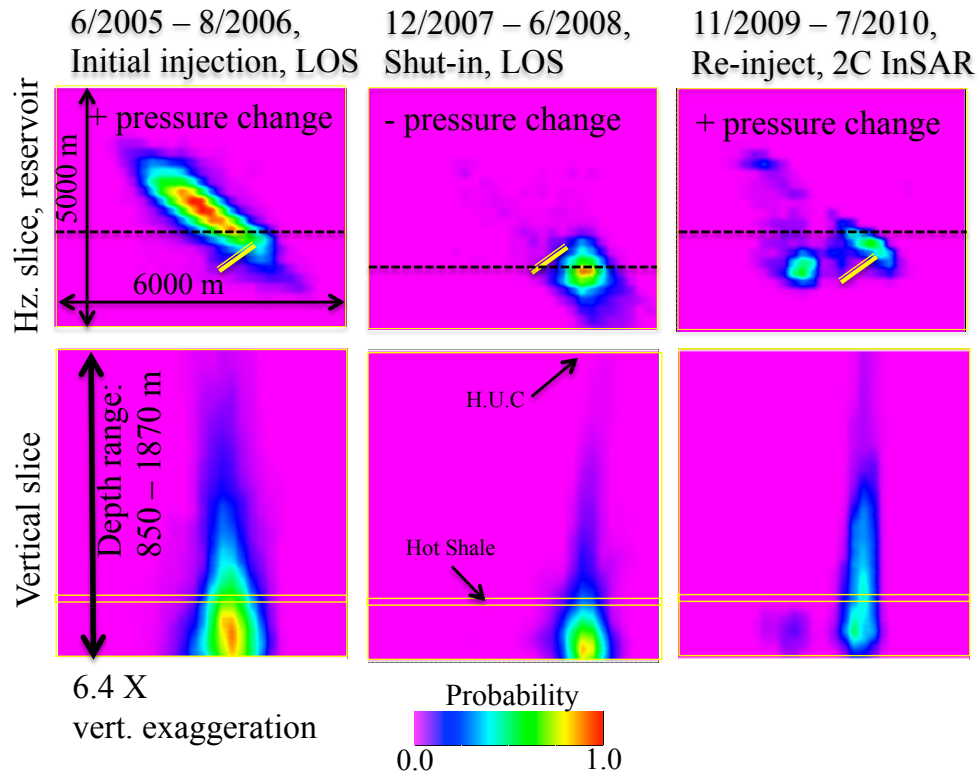 6/2005 – 8/2006,
Initial injection, LOS
12/2007 – 6/2008,
Shut-in, LOS
11/2009 – 7/2010,
Re-inject, 2C InSAR
Hz. slice, reservoir
+ pressure change
5000 m
6000 m
- pressure change
+ pressure change
Vertical slice
Depth range:
850 – 1870 m
H.U.C
Hot Shale
6.4 X
vert. exaggeration
Probability
0.0
1.0